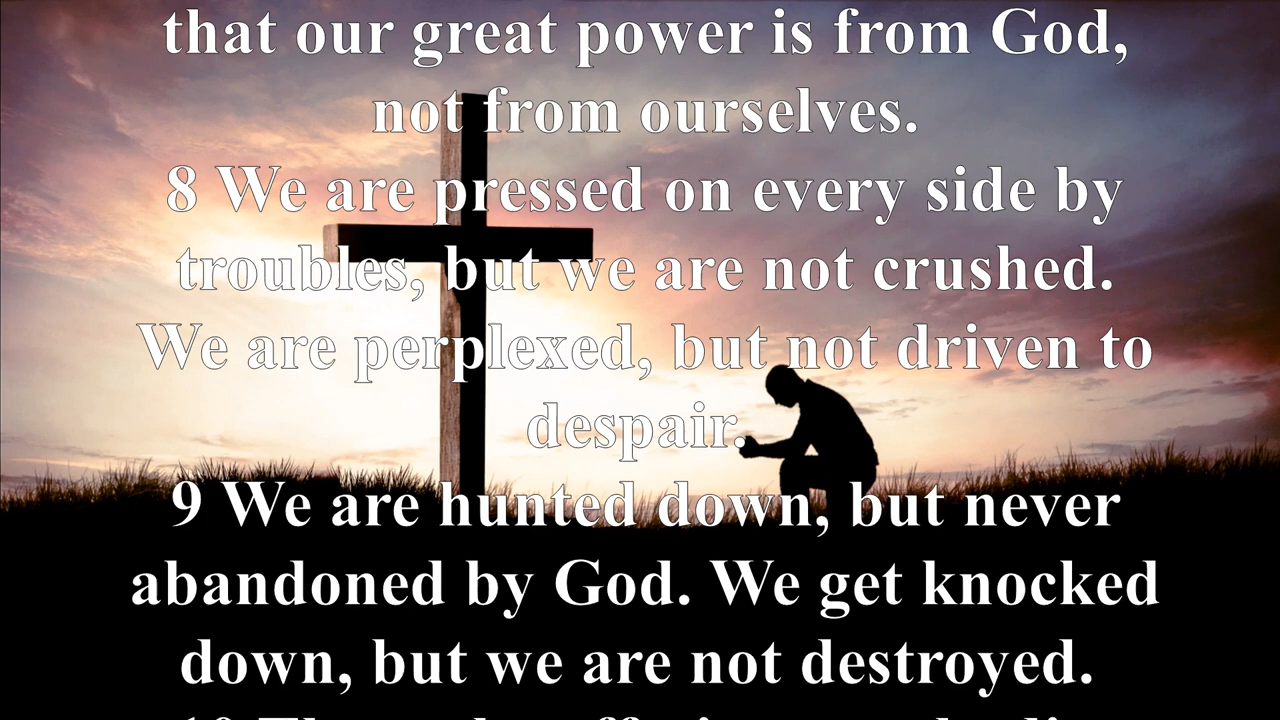 that our great power is from God,
not from ourselves.
8 We are pressed on every side by
troubles, but we are not crushed.
We are perplexed, but not driven to
despair.
9 We are hunted down, but never
abandoned by God. We get knocked
down, but we are not destroyed.